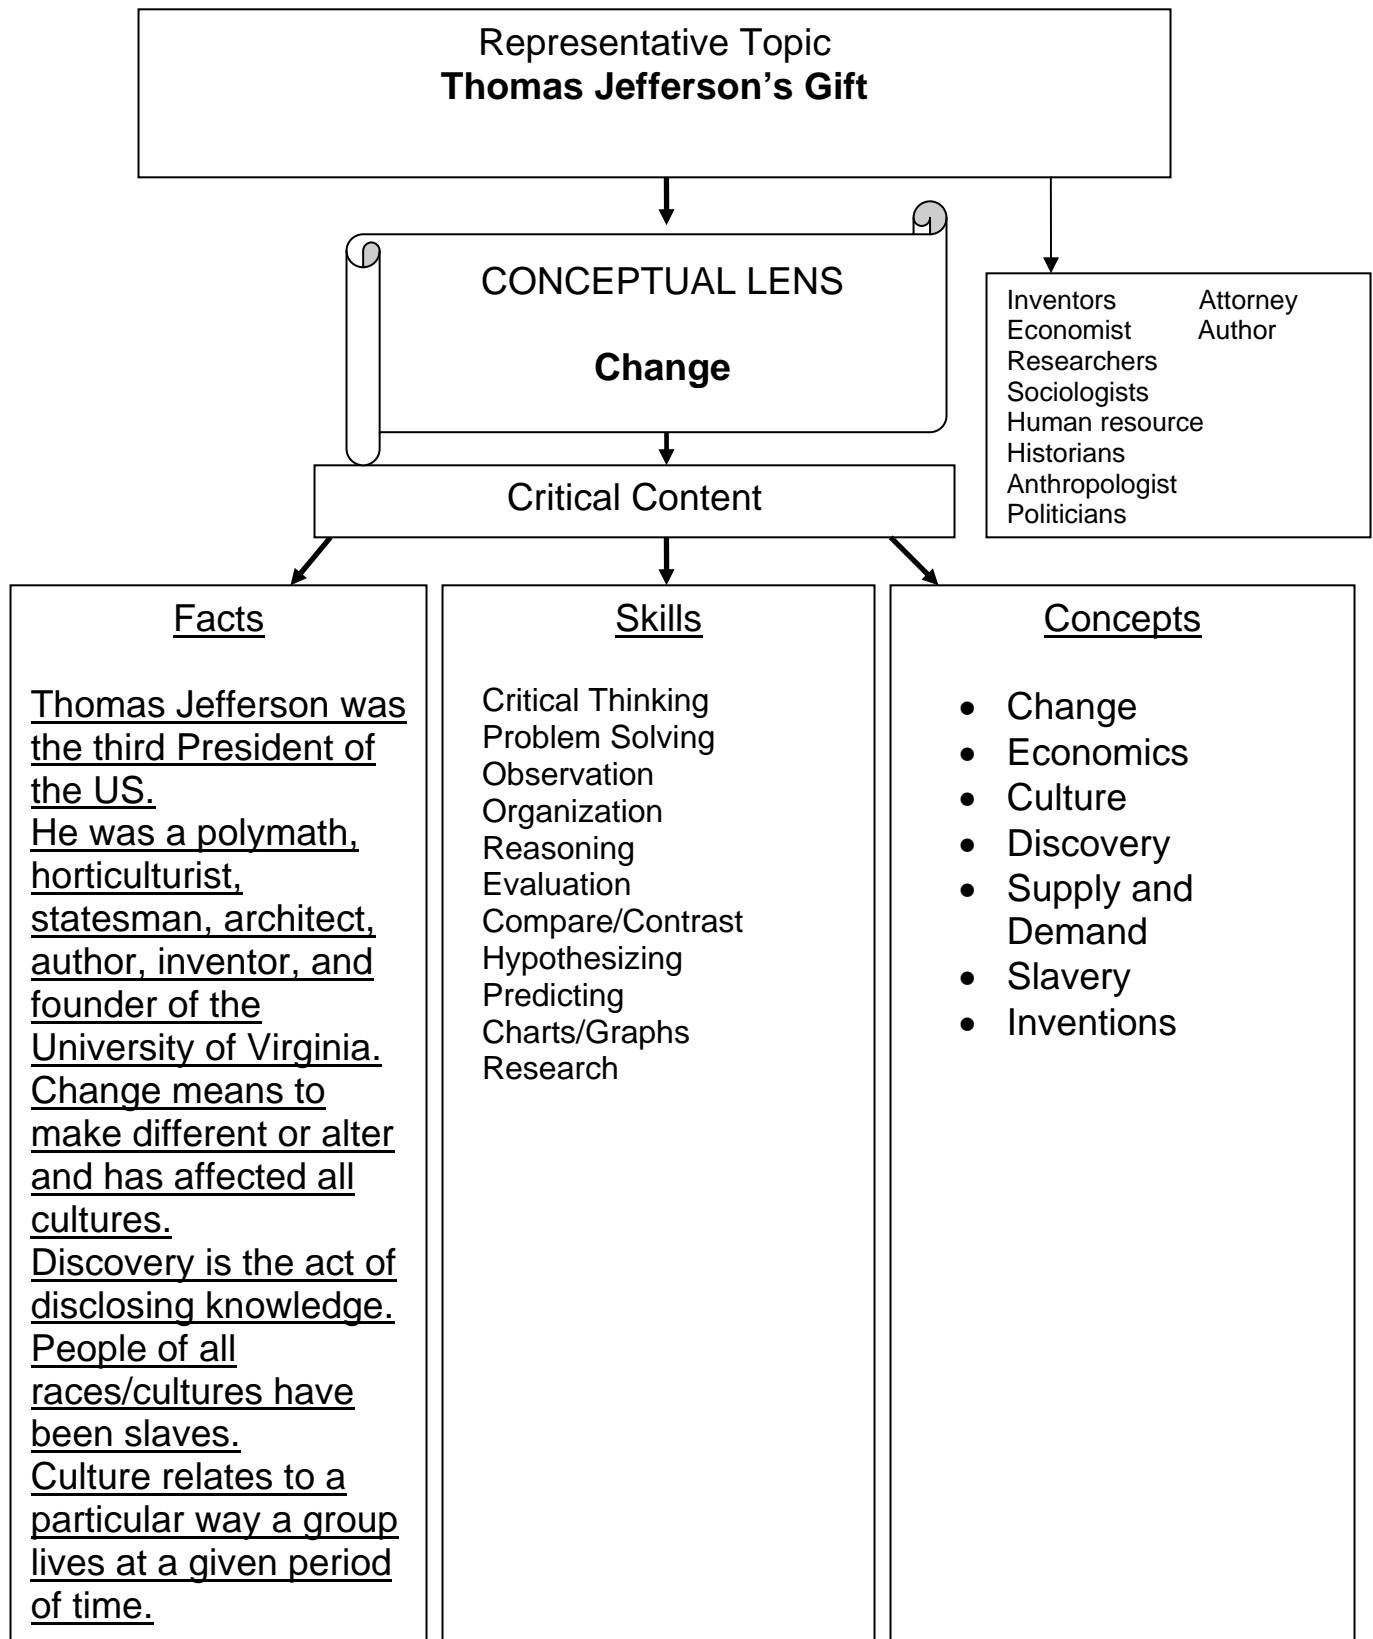 Representative Topic
Thomas Jefferson’s Gift
CONCEPTUAL LENS
Change
Inventors Attorney
Economist Author
Researchers
Sociologists
Human resource
Historians
Anthropologist
Politicians
Critical Content
Facts
Thomas Jefferson was
the third President of
the US.
He was a polymath,
horticulturist,
statesman, architect,
author, inventor, and
founder of the
University of Virginia.
Change means to
make different or alter
and has affected all
cultures.
Discovery is the act of
disclosing knowledge.
People of all
races/cultures have
been slaves.
Culture relates to a
particular way a group
lives at a given period
of time.
Skills
Critical Thinking
Problem Solving
Observation
Organization
Reasoning
Evaluation
Compare/Contrast
Hypothesizing
Predicting
Charts/Graphs
Research
Concepts
• Change
• Economics
• Culture
• Discovery
• Supply and
Demand
• Slavery
• Inventions